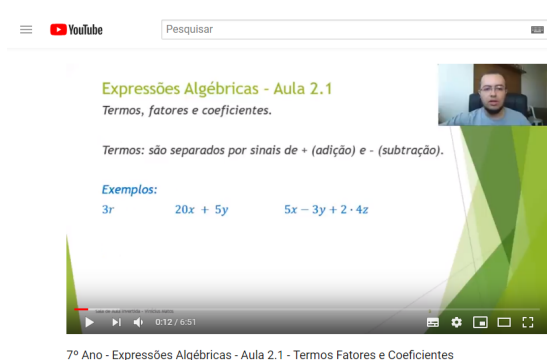 YouTube
Pesquisar
Expressões Algébricas - Aula 2.1
Termos, fatores e coeficientes.
Termos: são separados por sinais de + (adição) e - (subtração).
Exemplos:
3r 20x + 5y 5x − 3y + 2 · 4z
0:12 / 6:51
7º Ano - Expressões Algébricas - Aula 2.1 - Termos Fatores e Coeficientes